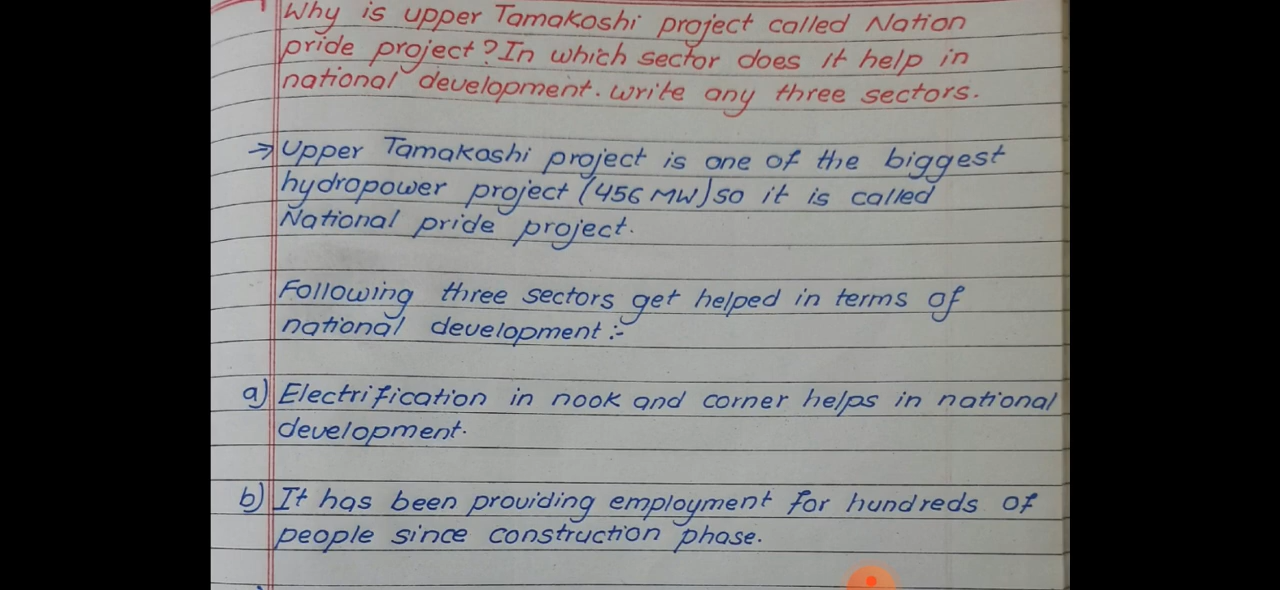 Why is upper Tamakoshi project called Nation
pride project? In which sector does it help in
national development. write any three sectors.
→ Upper Tamakoshi project is one of the biggest
hydropower project (456 MW) so it is called
National pride project.
Following three sectors get helped in terms of
national development :-
a) Electrification in nook and corner helps in national
development.
b) It has been providing employment for hundreds of
people since construction phase.